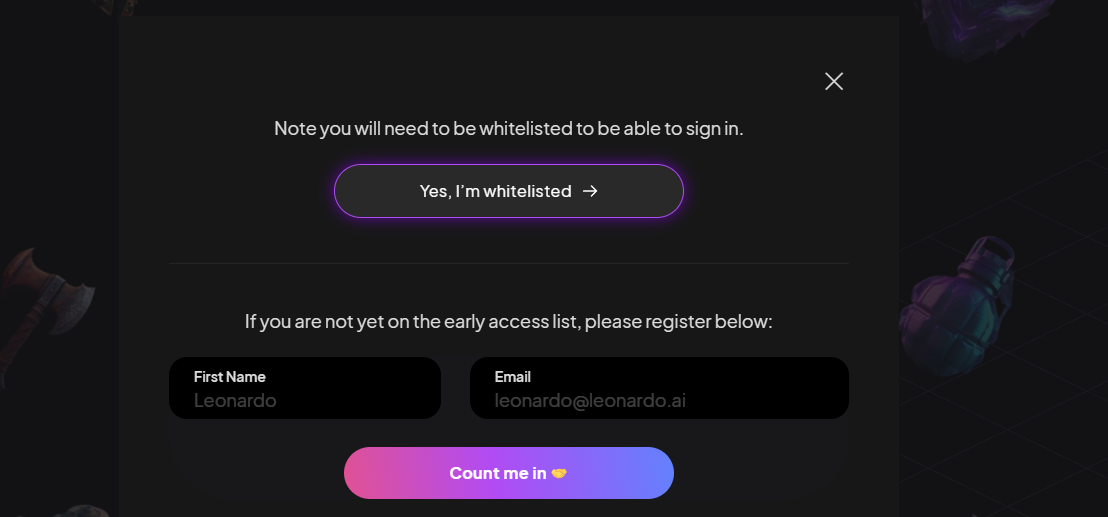 Note you will need to be whitelisted to be able to sign in.
Yes, I'm whitelisted →
If you are not yet on the early access list, please register below:
First Name
Leonardo
Email
leonardo@leonardo.ai
Count me in 🤝